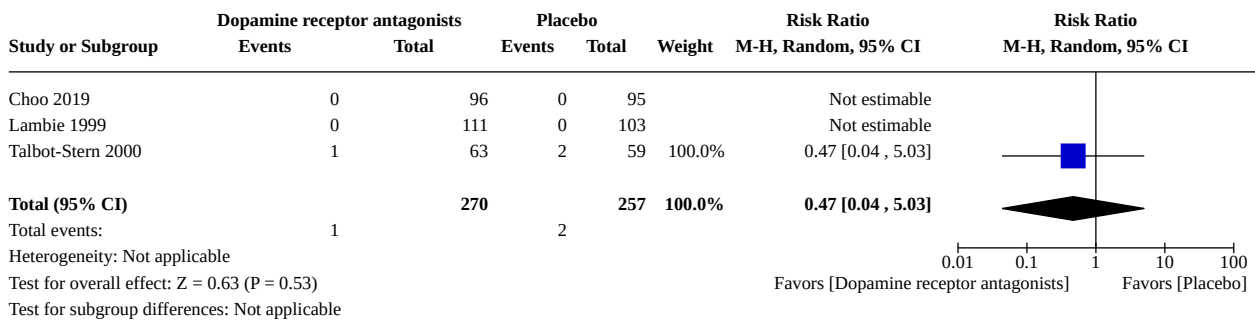 Dopamine receptor antagonists Placebo Risk Ratio Risk Ratio
Study or Subgroup Events Total Events Total Weight M-H, Random, 95% CI M-H, Random, 95% CI
Choo 2019 0 96 0 95 Not estimable
Lambie 1999 0 111 0 103 Not estimable
Talbot-Stern 2000 1 63 2 59 100.0% 0.47 [0.04 , 5.03]
Total (95% CI) 270 257 100.0% 0.47 [0.04 , 5.03]
Total events: 1 2
Heterogeneity: Not applicable
0.01 0.1 1 10 100
Test for overall effect: Z = 0.63 (P = 0.53) Favors [Dopamine receptor antagonists] Favors [Placebo]
Test for subgroup differences: Not applicable